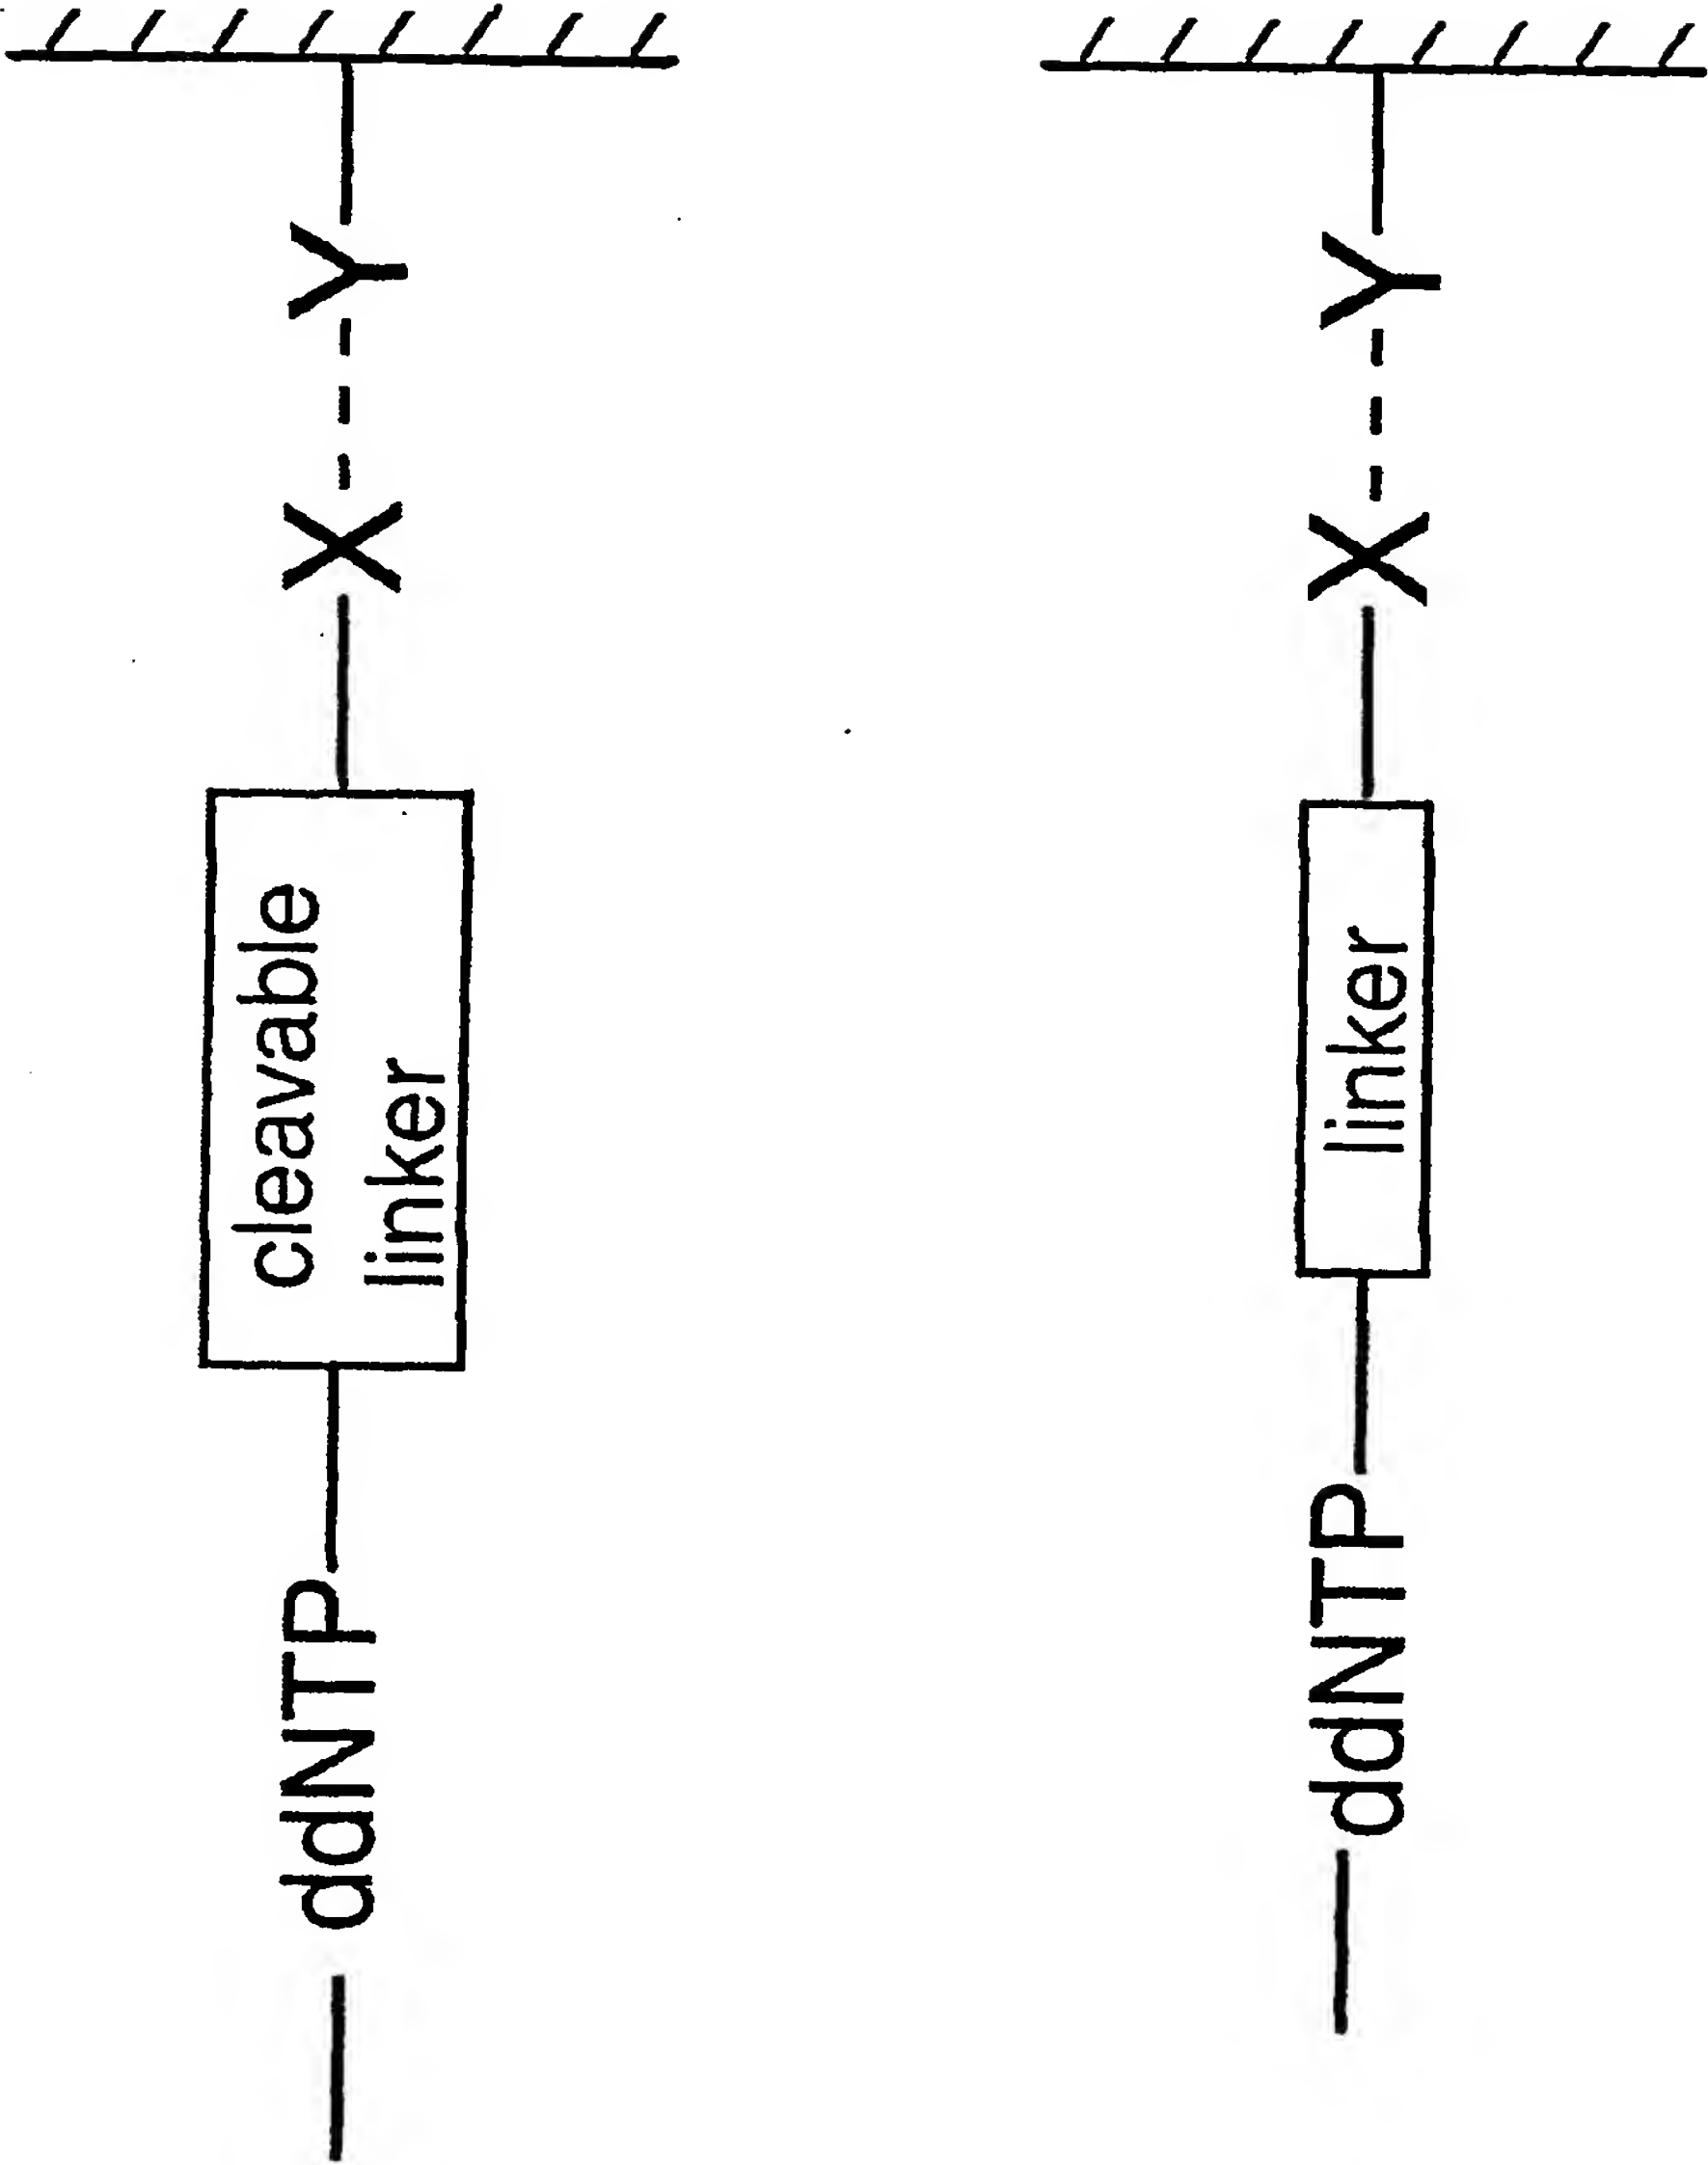 ddNTP
cleavable
linker
X
Y
ddNTP
linker
X
Y